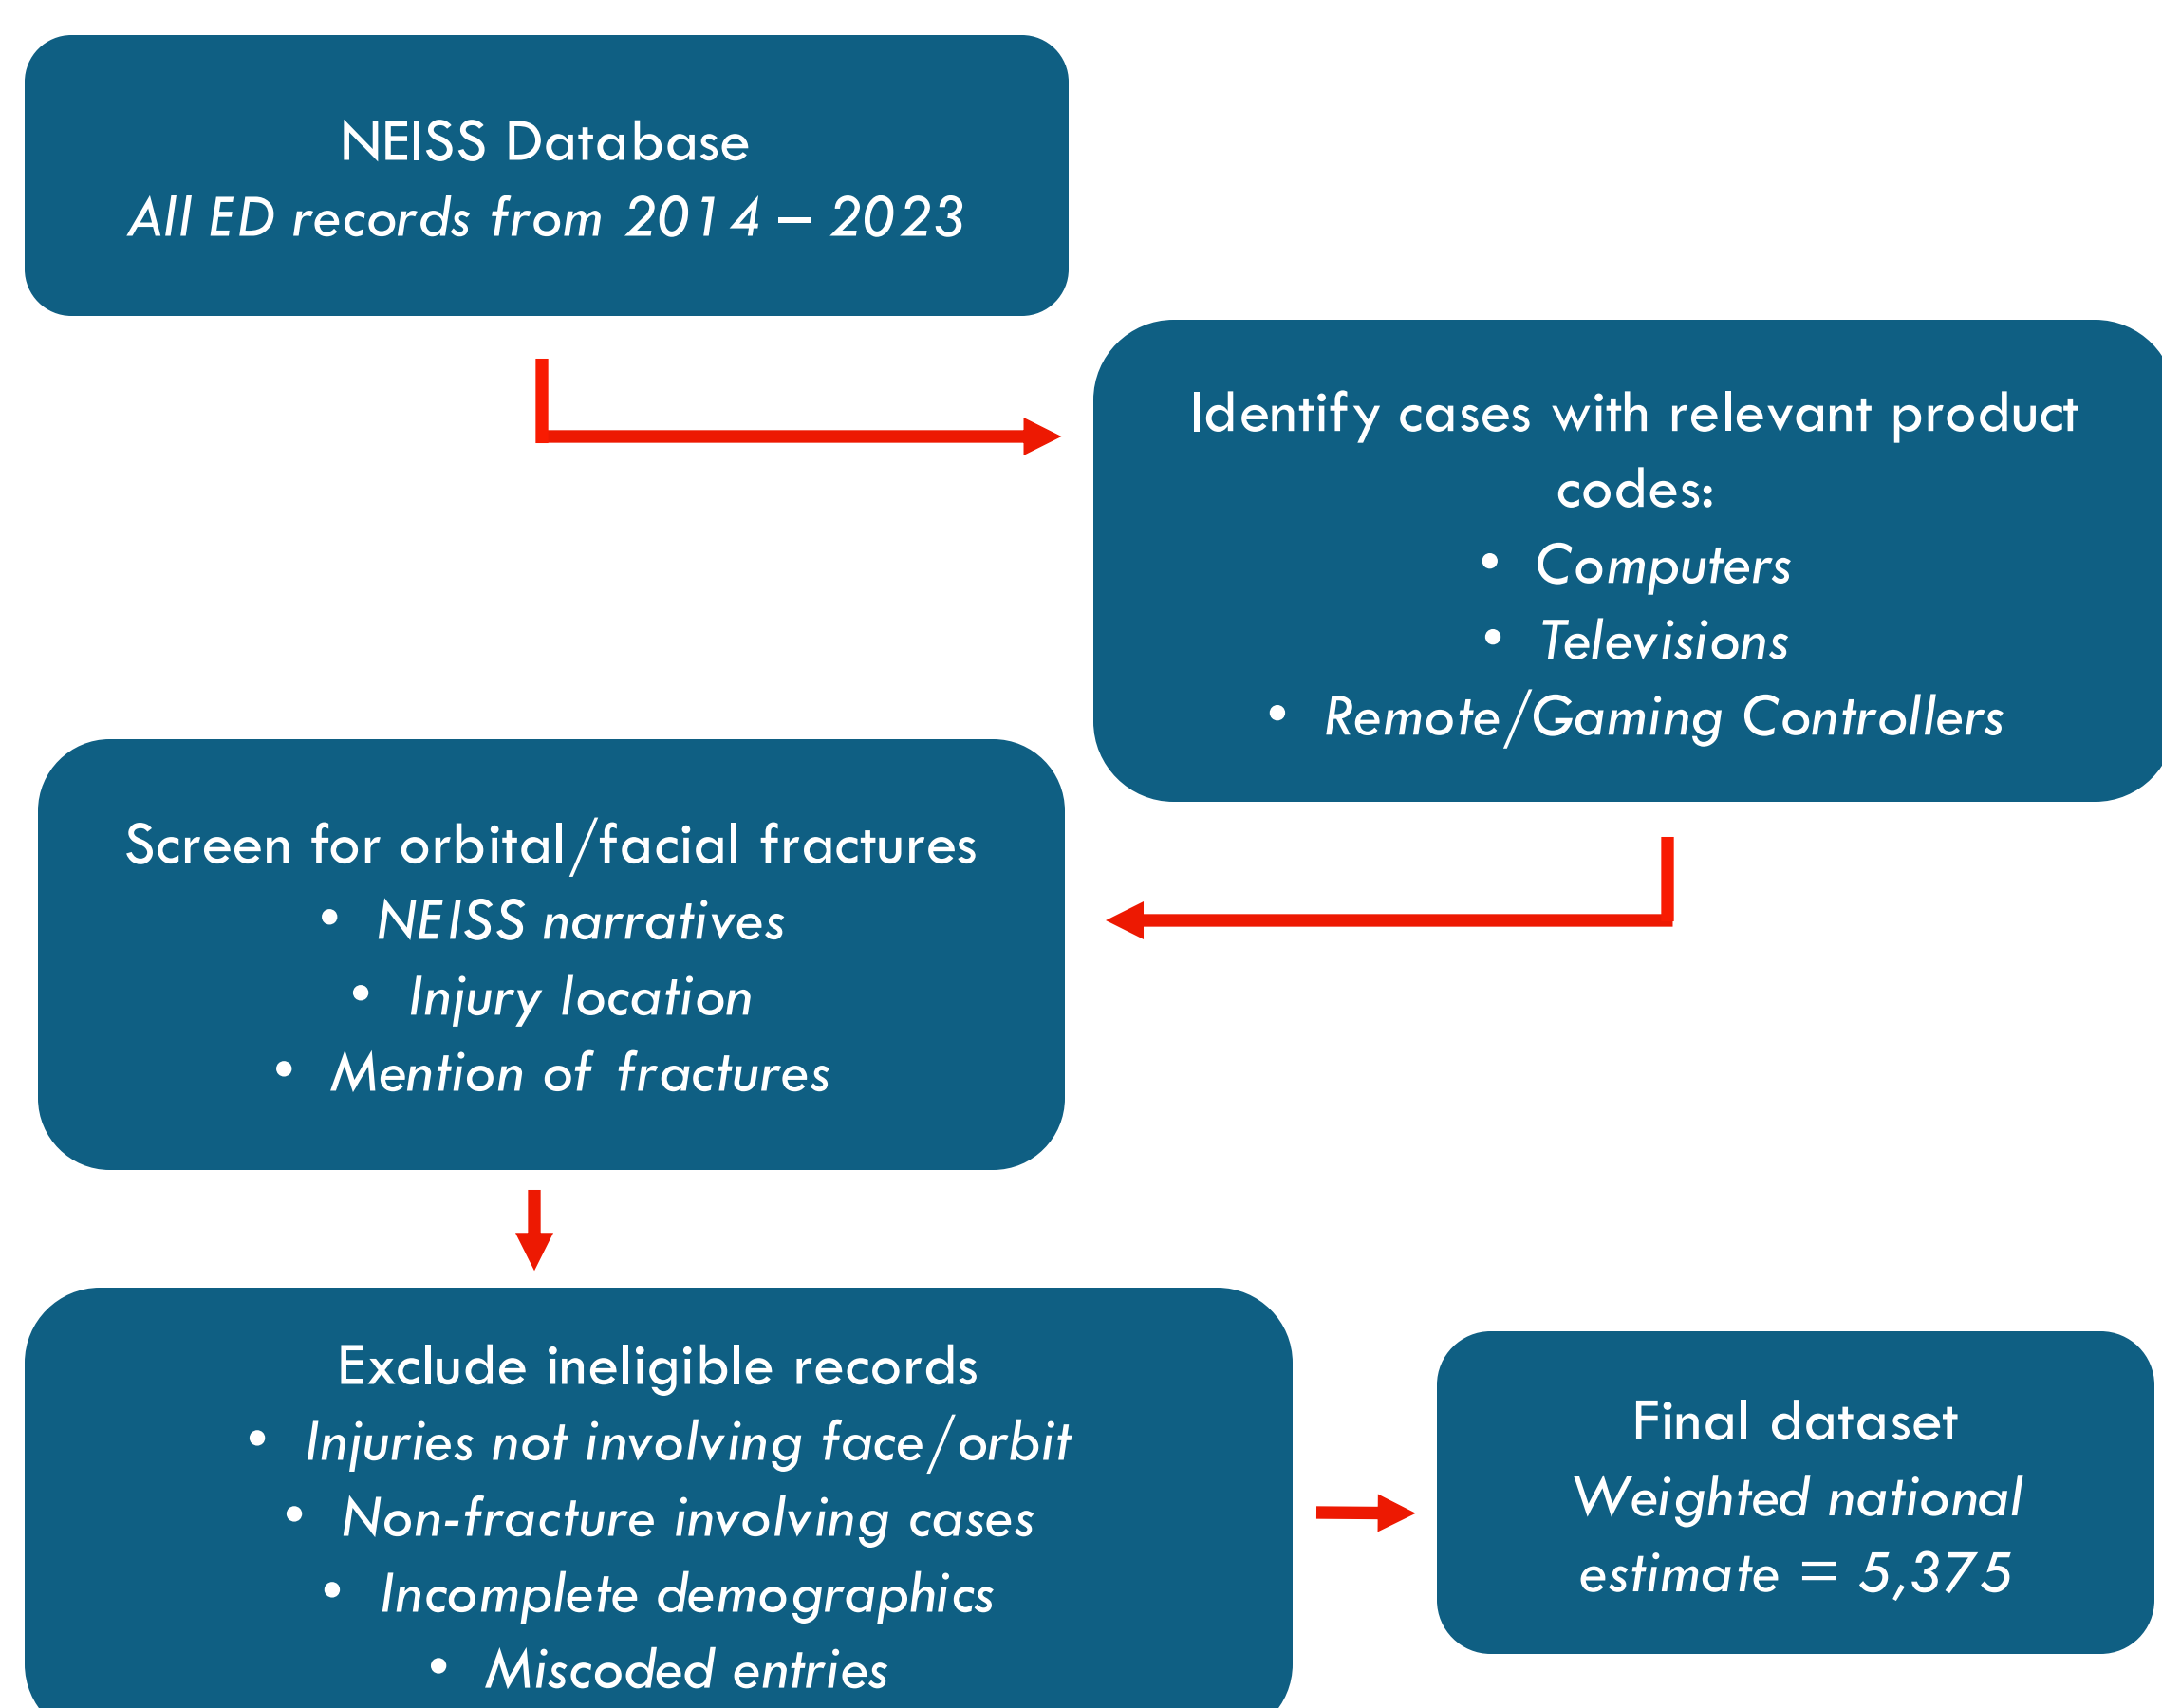 NEISS Database
All ED records from 2014 – 2023
Identify cases with relevant product
codes:
• Computers
• Televisions
• Remote/Gaming Controllers
Screen for orbital/facial fractures
• NEISS narratives
• Injury location
• Mention of fractures
Exclude ineligible records
• Injuries not involving face/orbit
• Non-fracture involving cases
• Incomplete demographics
• Miscoded entries
Final dataset
Weighted national
estimate = 5,375